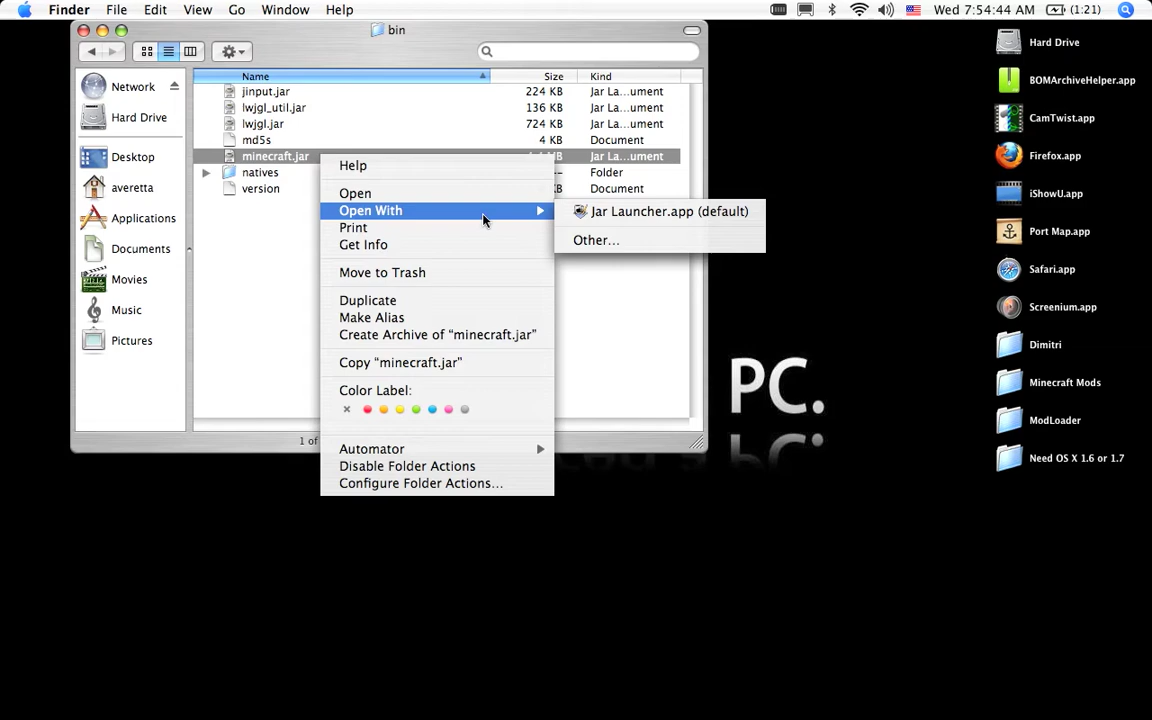 Finder File Edit View Go Window Help Wed 7:54:44 AM (1:21)
bin
Name Size Kind
Network
Hard Drive
Desktop
averetta
Applications
Documents
Movies
Music
Pictures
jinput.jar 224 KB Jar La...ument
lwjgl_util.jar 136 KB Jar La...ument
lwjgl.jar 724 KB Jar La...ument
md5s 4 KB Document
minecraft.jar Jar La...ument
natives -- Folder
version Document
1 of
Help
Open
Open With
Print
Get Info
Move to Trash
Duplicate
Make Alias
Create Archive of “minecraft.jar”
Copy “minecraft.jar”
Color Label:
Automator
Disable Folder Actions
Configure Folder Actions...
Jar Launcher.app (default)
Other...
PC.
Hard Drive
BOMArchiveHelper.app
CamTwist.app
Firefox.app
iShowU.app
Port Map.app
Safari.app
Screenium.app
Dimitri
Minecraft Mods
ModLoader
Need OS X 1.6 or 1.7